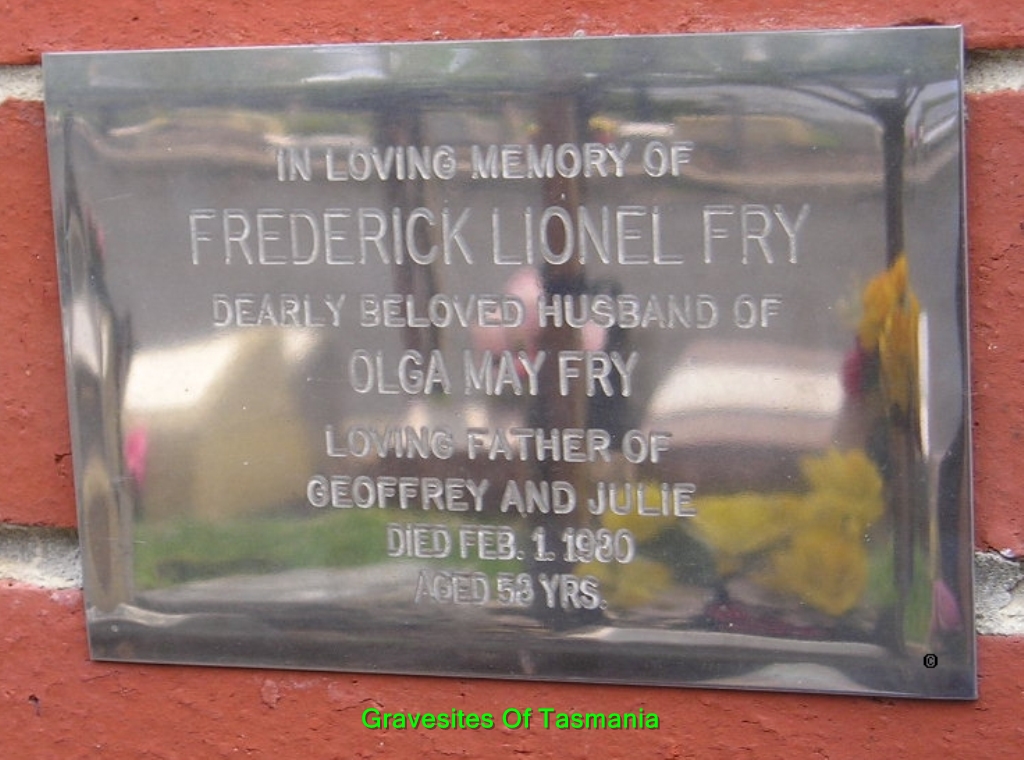 IN LOVING MEMORY OF
FREDERICK LIONEL FRY
DEARLY BELOVED HUSBAND OF
OLGA MAY FRY
LOVING FATHER OF
GEOFFREY AND JULIE
DIED FEB. 1. 1980
AGED 53 YRS.
©
Gravesites Of Tasmania